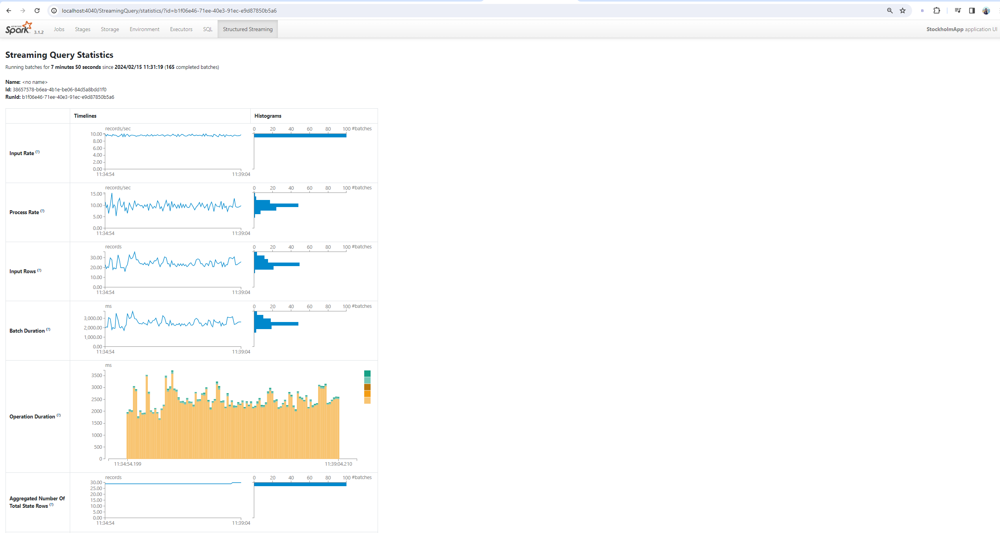 localhost:4040/StreamingQuery/statistics/?id=b1f06e46-71ee-40e3-91ec-e9d87850b5a6
B
APACHE Spark 3.1.2 Jobs Stages Storage Environment Executors SQL Structured Streaming StockholmApp application UI
Streaming Query Statistics
Running batches for 7 minutes 50 seconds since 2024/02/15 11:31:19 (165 completed batches)
Name: <no name>
Id: 38657578-b6ea-4b1e-be06-84d5a8bdd1f0
RunId: b1f06e46-71ee-40e3-91ec-e9d87850b5a6
Timelines Histograms
Input Rate (?)
records/sec
10.00
8.00
6.00
4.00
2.00
0.00
11:34:54 11:39:04
0 20 40 60 80 100 #batches
Process Rate (?)
records/sec
15.00
10.00
5.00
0.00
11:34:54 11:39:04
0 20 40 60 80 100 #batches
Input Rows (?)
records
30.00
20.00
10.00
0.00
11:34:54 11:39:04
0 20 40 60 80 100 #batches
Batch Duration (?)
ms
3,000.00
2,000.00
1,000.00
0.00
11:34:54 11:39:04
0 20 40 60 80 100 #batches
Operation Duration (?)
ms
3500
3000
2500
2000
1500
1000
500
0
11:34:54.199 11:39:04.210
Aggregated Number Of
Total State Rows (?)
records
30.00
25.00
20.00
15.00
10.00
5.00
0.00
11:34:54 11:39:04
0 20 40 60 80 100 #batches